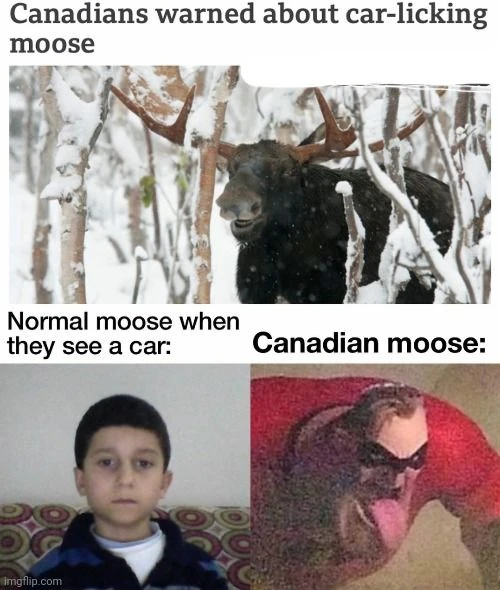 Canadians warned about car-licking
moose
Normal moose when
they see a car:
Canadian moose:
imgflip.com